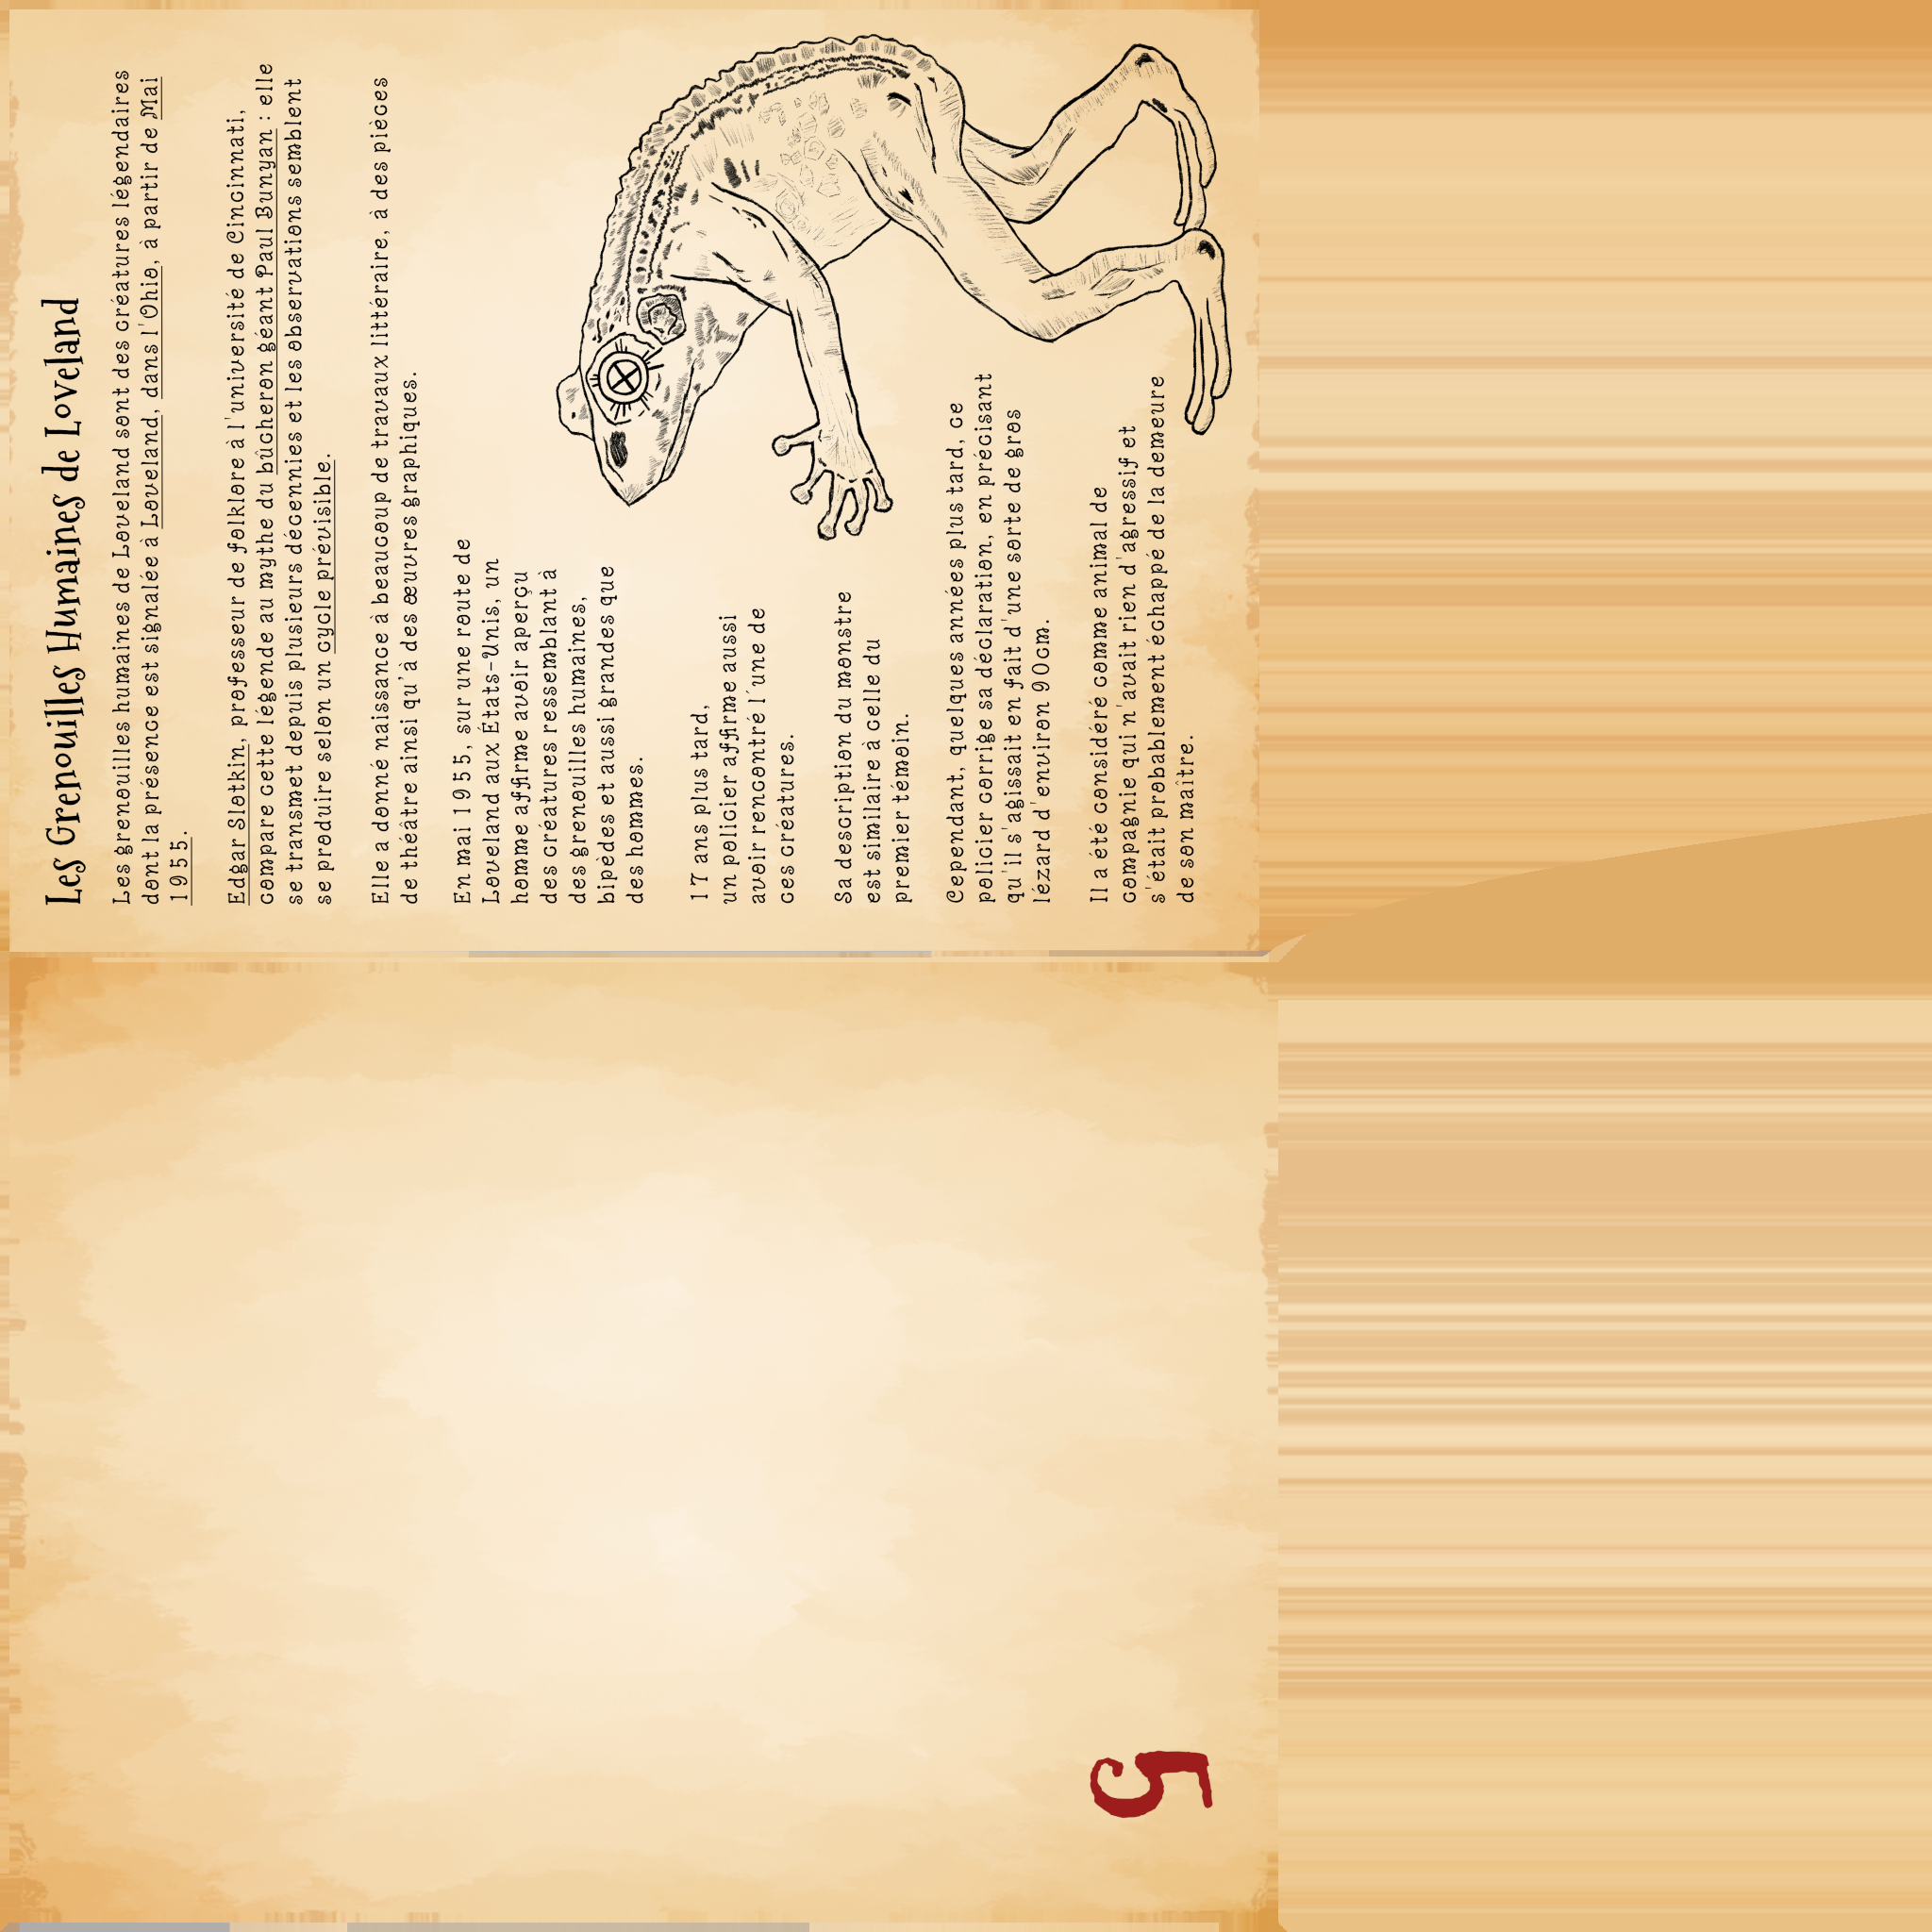 Les Grenouilles Humaines de Loveland
Les grenouilles humaines de Loveland sont des créatures légendaires
dont la présence est signalée à Loveland, dans l'Ohio, à partir de Mai
1955.
Edgar Slotkin, professeur de folklore à l'université de Cincinnati,
compare cette légende au mythe du bûcheron géant Paul Bunyan : elle
se transmet depuis plusieurs décennies et les observations semblent
se produire selon un cycle prévisible.
Elle a donné naissance à beaucoup de travaux littéraire, à des pièces
de théâtre ainsi qu'à des œuvres graphiques.
En mai 1955, sur une route de
Loveland aux États-Unis, un
homme affirme avoir aperçu
des créatures ressemblant à
des grenouilles humaines,
bipèdes et aussi grandes que
des hommes.
17 ans plus tard,
un policier affirme aussi
avoir rencontré l'une de
ces créatures.
Sa description du monstre
est similaire à celle du
premier témoin.
Cependant, quelques années plus tard, ce
policier corrige sa déclaration, en précisant
qu'il s'agissait en fait d'une sorte de gros
lézard d'environ 90cm.
Il a été considéré comme animal de
compagnie qui n'avait rien d'agressif et
s'était probablement échappé de la demeure
de son maître.
5